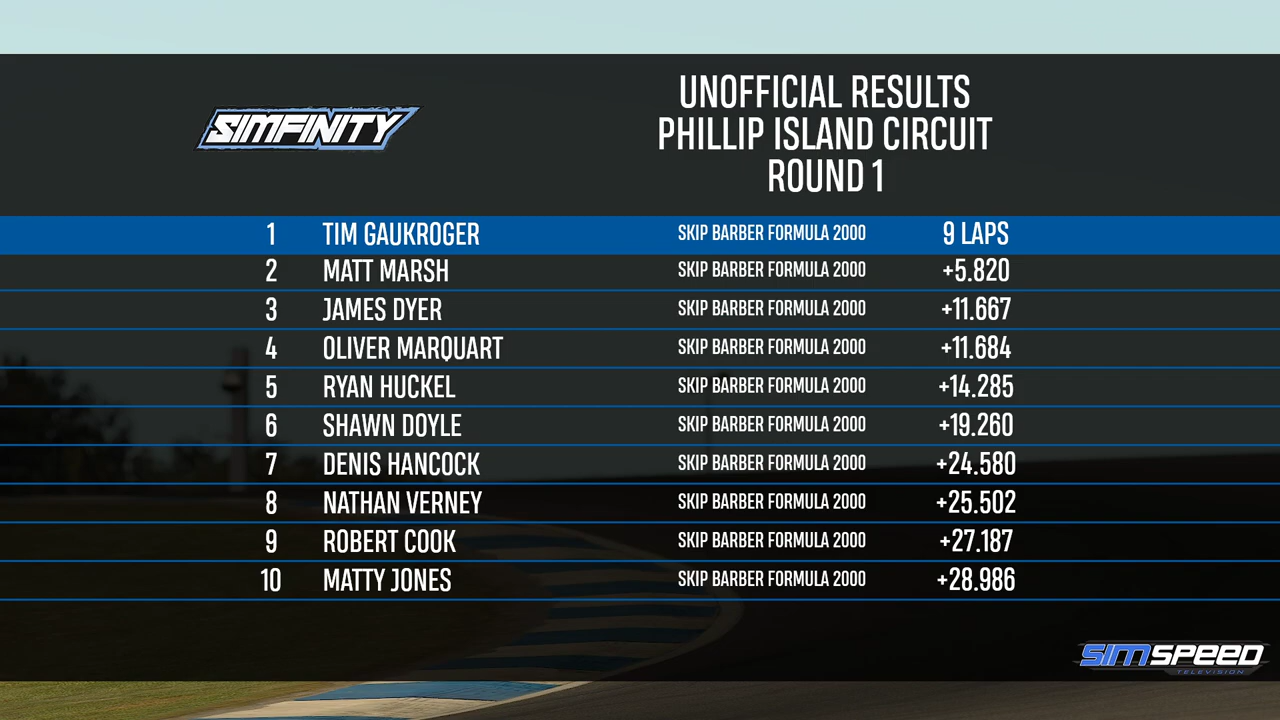 SIMFINITY
UNOFFICIAL RESULTS
PHILLIP ISLAND CIRCUIT
ROUND 1
1 TIM GAUKROGER SKIP BARBER FORMULA 2000 9 LAPS
2 MATT MARSH SKIP BARBER FORMULA 2000 +5.820
3 JAMES DYER SKIP BARBER FORMULA 2000 +11.667
4 OLIVER MARQUART SKIP BARBER FORMULA 2000 +11.684
5 RYAN HUCKEL SKIP BARBER FORMULA 2000 +14.285
6 SHAWN DOYLE SKIP BARBER FORMULA 2000 +19.260
7 DENIS HANCOCK SKIP BARBER FORMULA 2000 +24.580
8 NATHAN VERNEY SKIP BARBER FORMULA 2000 +25.502
9 ROBERT COOK SKIP BARBER FORMULA 2000 +27.187
10 MATTY JONES SKIP BARBER FORMULA 2000 +28.986
SIMSPEED
TELEVISION